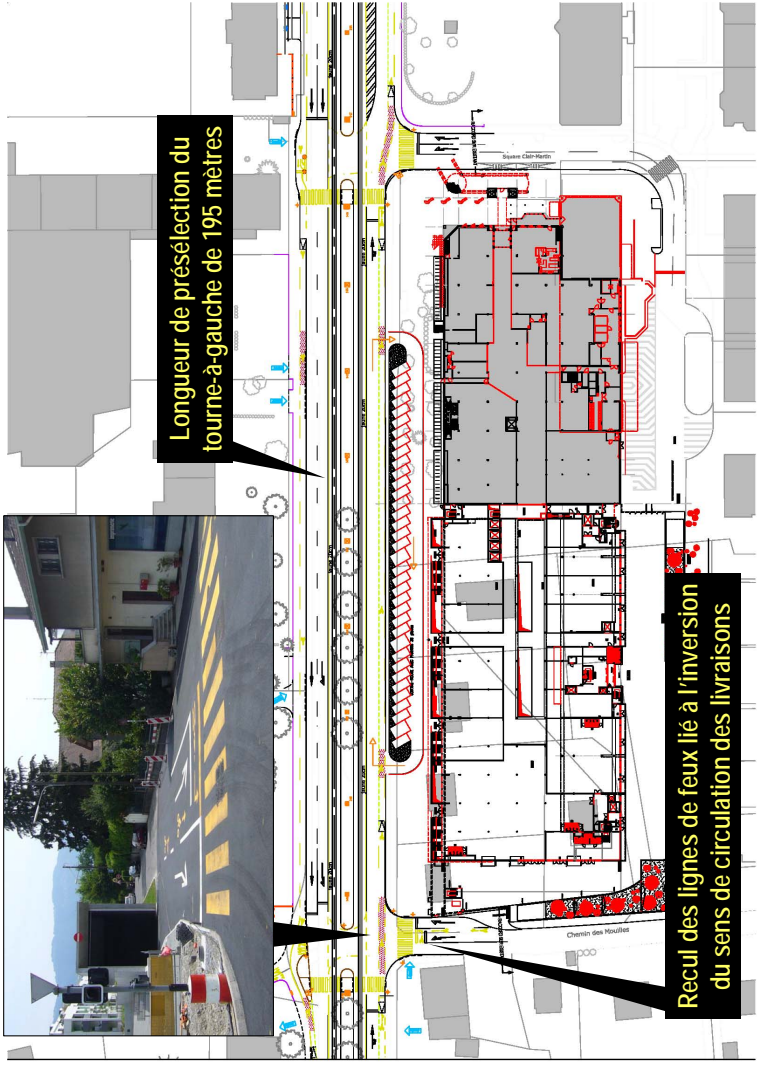 Longueur de présélection du
tourne-à-gauche de 195 mètres
Square Clair-Martin
Recul des lignes de feux lié à l'inversion
du sens de circulation des livraisons
Chemin des Mouilles